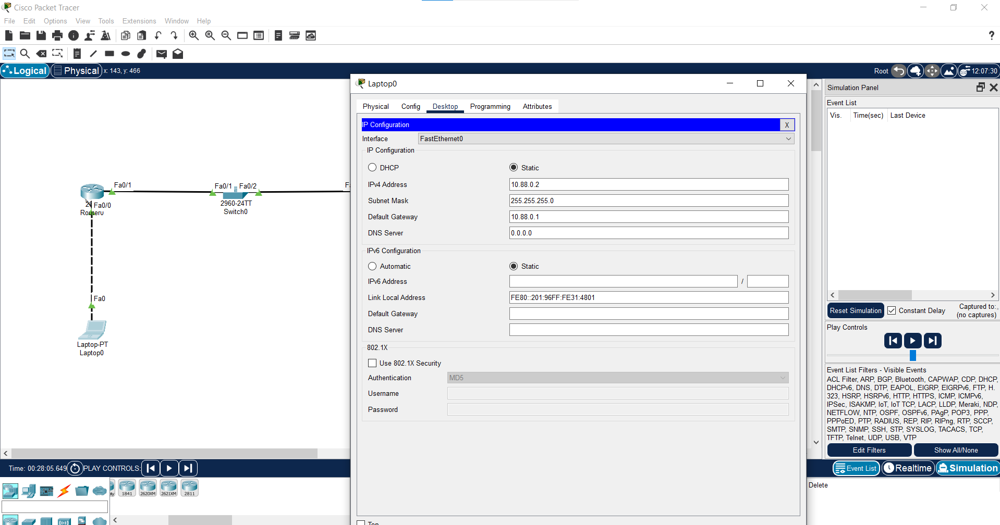 Cisco Packet Tracer
File Edit Options View Tools Extensions Window Help
?
Logical Physical x: 143, y: 466 Root 12:07:30
Fa0/1
Fa0/0
Router0
Fa0/1 Fa0/2
2960-24TT
Switch0
Fa0
Laptop-PT
Laptop0
Laptop0
Physical Config Desktop Programming Attributes
IP Configuration X
Interface FastEthernet0
IP Configuration
DHCP Static
IPv4 Address 10.88.0.2
Subnet Mask 255.255.255.0
Default Gateway 10.88.0.1
DNS Server 0.0.0.0
IPv6 Configuration
Automatic Static
IPv6 Address /
Link Local Address FE80::201:96FF:FE31:4801
Default Gateway
DNS Server
802.1X
Use 802.1X Security
Authentication MD5
Username
Password
Top
Simulation Panel
Event List
Vis. Time(sec) Last Device
Reset Simulation Constant Delay Captured to:
(no captures)
Play Controls
Event List Filters - Visible Events
ACL Filter, ARP, BGP, Bluetooth, CAPWAP, CDP, DHCP,
DHCPv6, DNS, DTP, EAPOL, EIGRP, EIGRPv6, FTP, H.
323, HSRP, HSRPv6, HTTP, HTTPS, ICMP, ICMPv6,
IPSec, ISAKMP, IoT, IoT TCP, LACP, LLDP, Meraki, NDP,
NETFLOW, NTP, OSPF, OSPFv6, PAgP, POP3, PPP,
PPPoED, PTP, RADIUS, REP, RIP, RIPng, RTP, SCCP,
SMTP, SNMP, SSH, STP, SYSLOG, TACACS, TCP,
TFTP, Telnet, UDP, USB, VTP
Edit Filters Show All/None
Time: 00:28:05.649 PLAY CONTROLS:
Event List Realtime Simulation
1841 2620XM 2621XM 2811
Delete